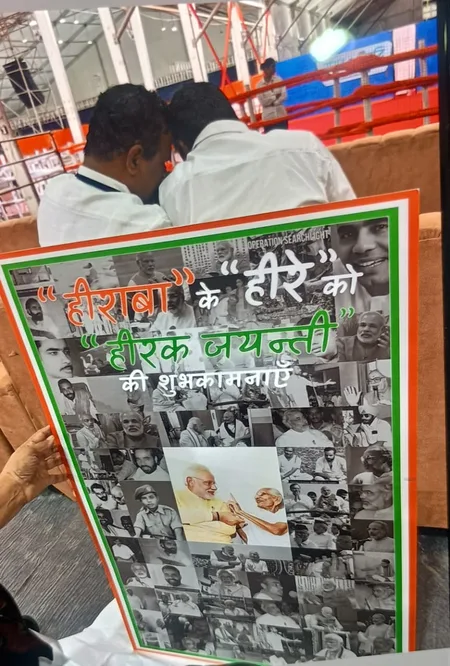 OPERATION SEARCHLIGHT
“हीराबा” के “हीरे” को
“हीरक जयन्ती”
की शुभकामनाएँ